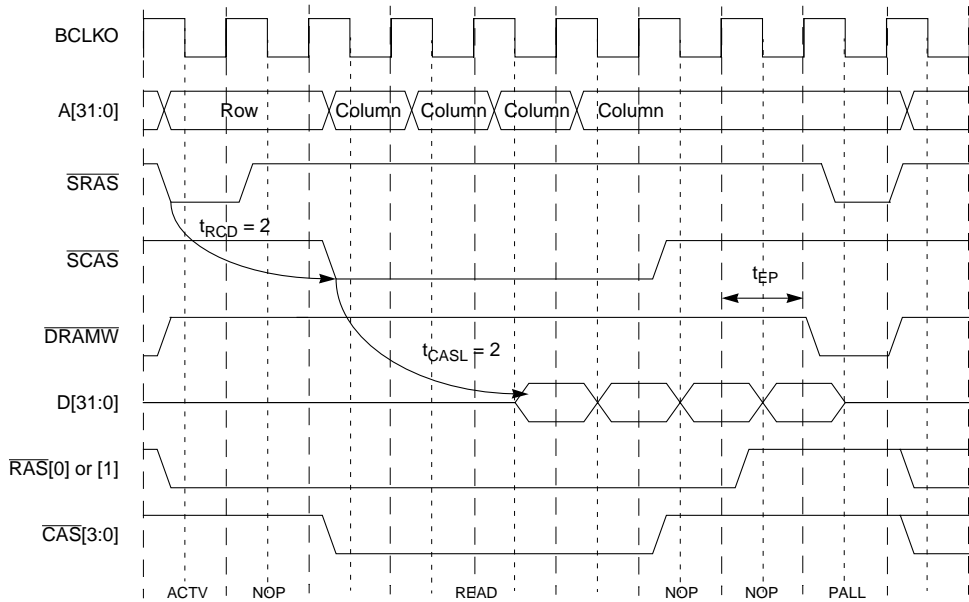 BCLKO
A[31:0] Row Column Column Column Column
SRAS
tRCD = 2
SCAS
tEP
DRAMW
tCASL = 2
D[31:0]
RAS[0] or [1]
CAS[3:0]
ACTV NOP READ NOP NOP PALL